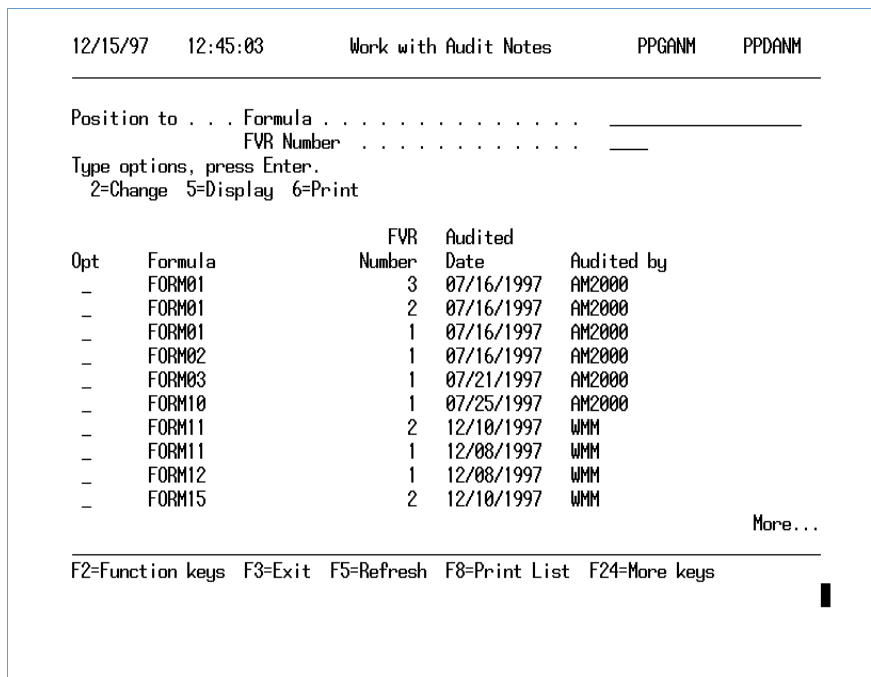 12/15/97 12:45:03 Work with Audit Notes PPGANM PPDANM
Position to . . . Formula . . . . . . . . . . . . . . ____________________
FVR Number . . . . . . . . . . . . ____
Type options, press Enter.
2=Change 5=Display 6=Print
FVR Audited
Opt Formula Number Date Audited by
_ FORM01 3 07/16/1997 AM2000
_ FORM01 2 07/16/1997 AM2000
_ FORM01 1 07/16/1997 AM2000
_ FORM02 1 07/16/1997 AM2000
_ FORM03 1 07/21/1997 AM2000
_ FORM10 1 07/25/1997 AM2000
_ FORM11 2 12/10/1997 WMM
_ FORM11 1 12/08/1997 WMM
_ FORM12 1 12/08/1997 WMM
_ FORM15 2 12/10/1997 WMM
More...
F2=Function keys F3=Exit F5=Refresh F8=Print List F24=More keys